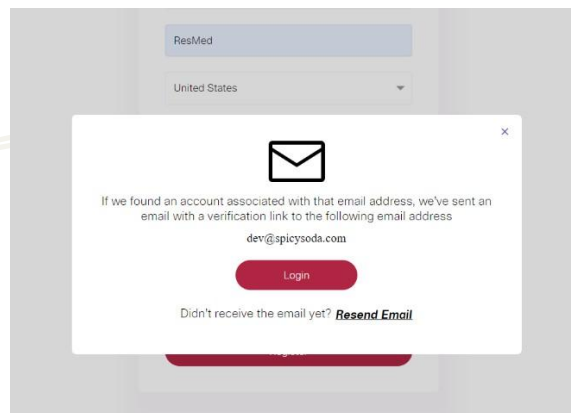 ResMed
United States
×
If we found an account associated with that email address, we've sent an
email with a verification link to the following email address
dev@spicysoda.com
Login
Didn't receive the email yet? Resend Email